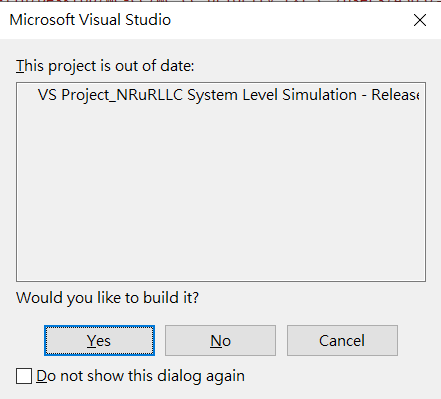 Microsoft Visual Studio
This project is out of date:
VS Project_NRuRLLC System Level Simulation - Release
Would you like to build it?
Yes
No
Cancel
Do not show this dialog again